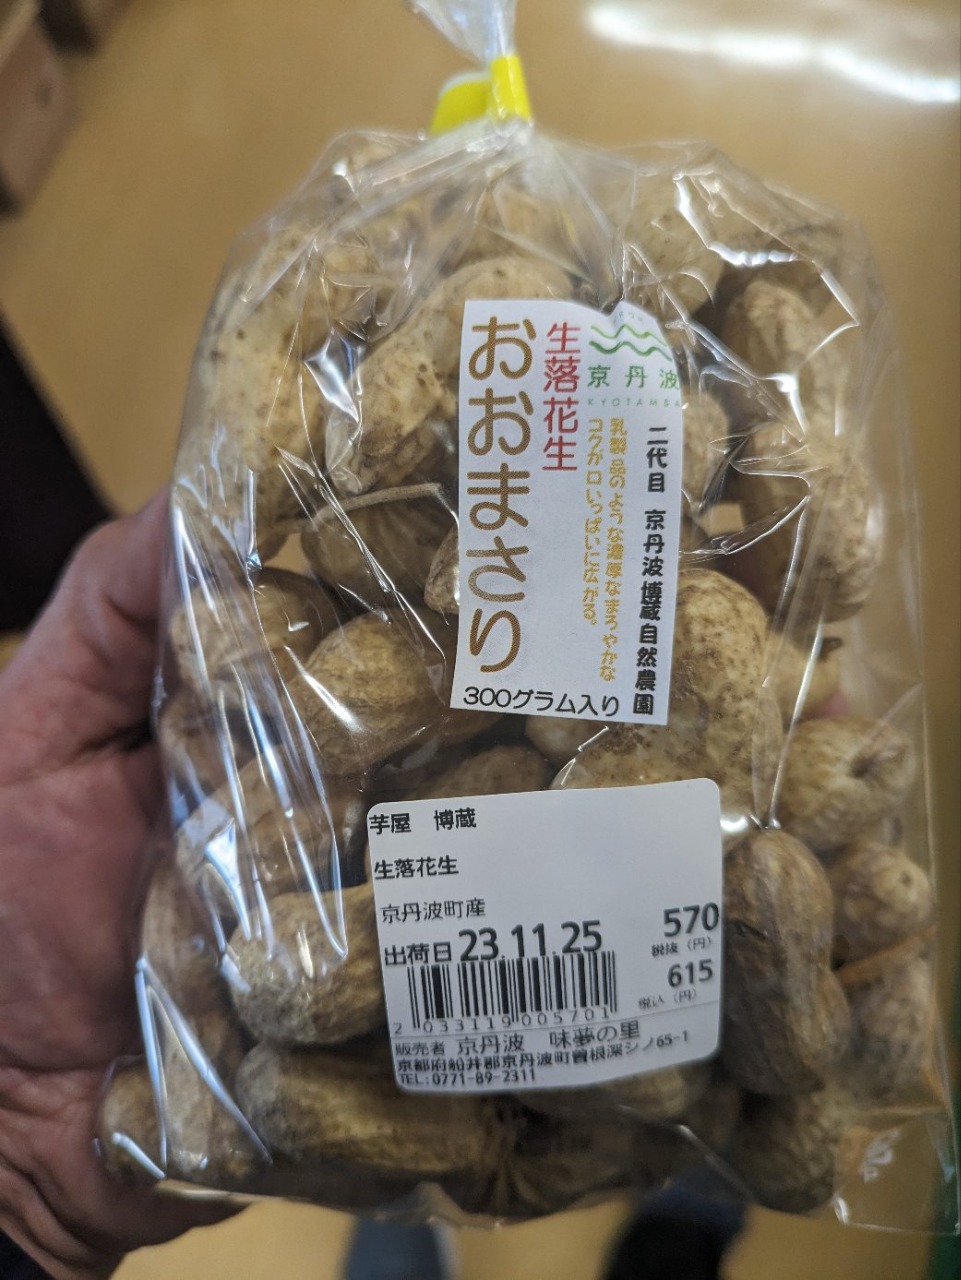 京丹波
KYOTAMBA
二代目 京丹波博蔵自然農園
乳製品のような濃厚なまろやかな
コクが口いっぱいに広がる。
生落花生
おおまさり
300グラム入り
芋屋 博蔵
生落花生
京丹波町産
出荷日 23.11.25
570
税抜 (円)
615
税込 (円)
2 033119 005701
販売者 京丹波 味夢の里
京都府船井郡京丹波町曽根深シノ65-1
TEL:0771-89-2311